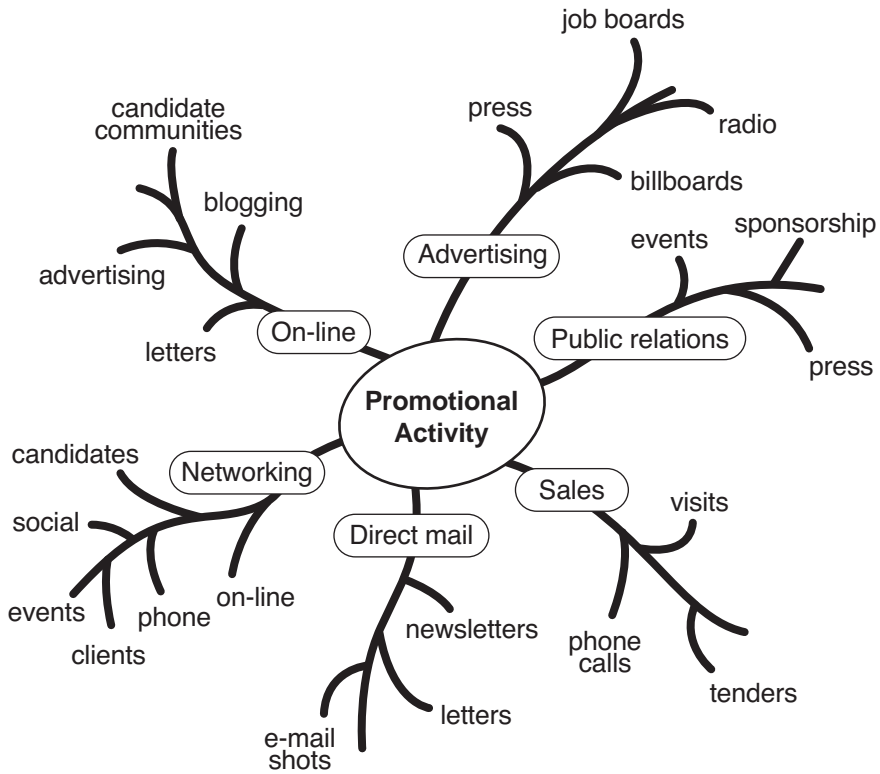 Promotional
Activity
Advertising
press
job boards
radio
billboards
Public relations
events
sponsorship
press
Sales
visits
phone
calls
tenders
Direct mail
newsletters
letters
e-mail
shots
Networking
candidates
social
events
clients
phone
on-line
On-line
candidate
communities
blogging
advertising
letters